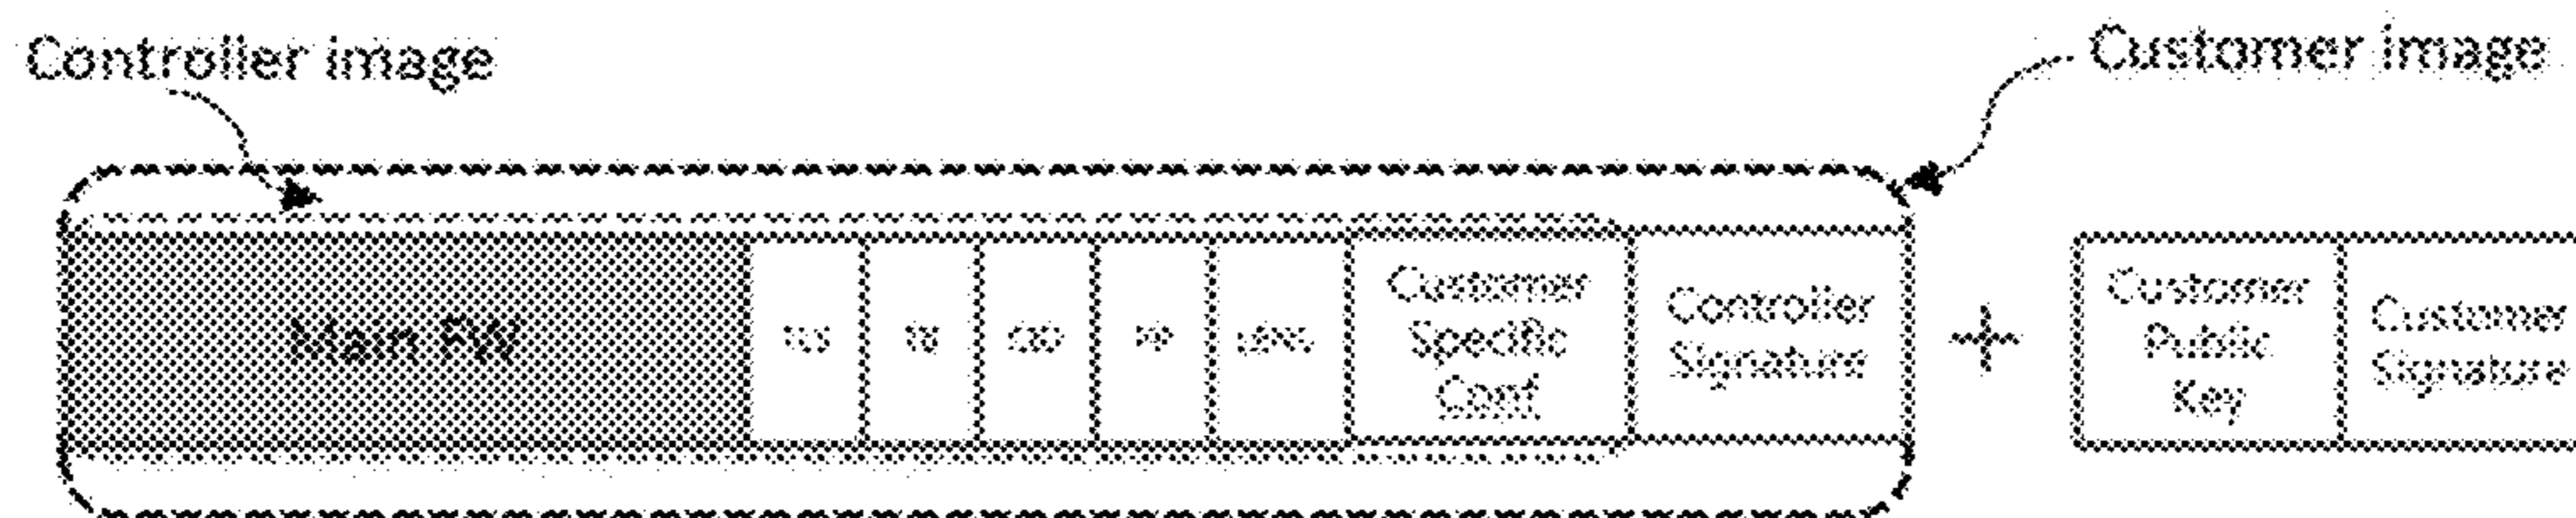 Controller image
Customer image
Main FW
Customer
Specific
Conf
Controller
Signature
+
Customer
Public
Key
Customer
Signature